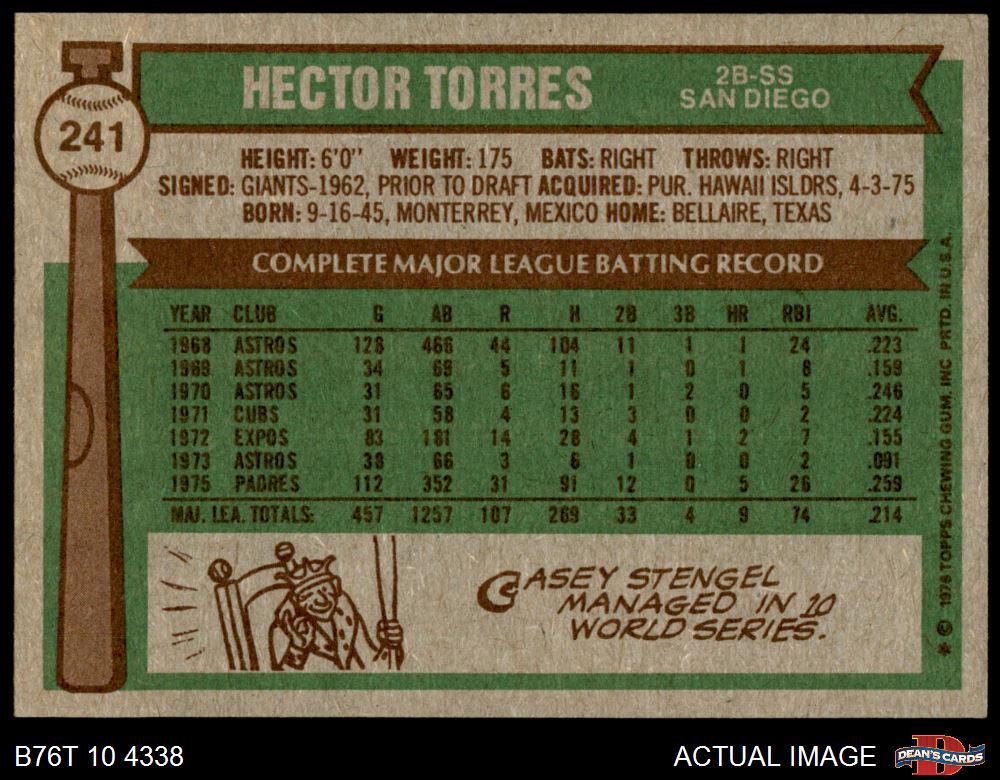 241
HECTOR TORRES
2B-SS
SAN DIEGO
HEIGHT: 6'0" WEIGHT: 175 BATS: RIGHT THROWS: RIGHT
SIGNED: GIANTS-1962, PRIOR TO DRAFT ACQUIRED: PUR. HAWAII ISLDRS, 4-3-75
BORN: 9-16-45, MONTERREY, MEXICO HOME: BELLAIRE, TEXAS
COMPLETE MAJOR LEAGUE BATTING RECORD
YEAR CLUB G AB R H 2B 3B HR RBI AVG.
1968 ASTROS 128 466 44 104 11 1 1 24 .223
1969 ASTROS 34 69 5 11 1 0 1 8 .159
1970 ASTROS 31 65 6 16 1 2 0 5 .246
1971 CUBS 31 58 4 13 3 0 0 2 .224
1972 EXPOS 83 181 14 28 4 1 2 7 .155
1973 ASTROS 38 66 3 6 1 0 0 2 .091
1975 PADRES 112 352 31 91 12 0 5 26 .259
MAJ. LEA. TOTALS: 457 1257 107 269 33 4 9 74 .214
CASEY STENGEL
MANAGED IN 10
WORLD SERIES.
* © 1976 TOPPS CHEWING GUM, INC PRTD. IN U.S.A.
B76T 10 4338
ACTUAL IMAGE
DEAN'S CARDS